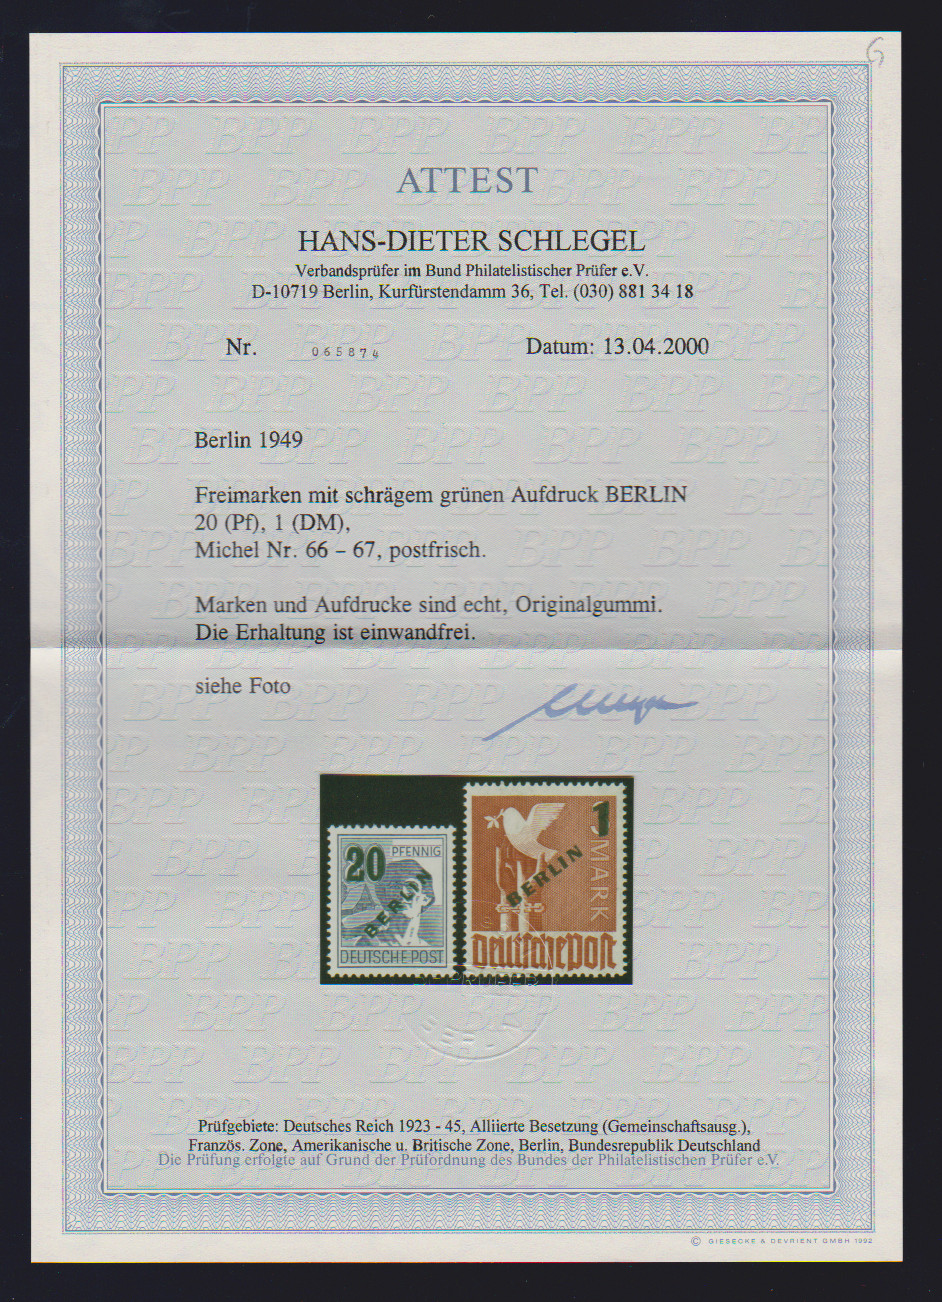 ATTEST
HANS-DIETER SCHLEGEL
Verbandsprüfer im Bund Philatelistischer Prüfer e.V.
D-10719 Berlin, Kurfürstendamm 36, Tel. (030) 881 34 18
Nr. 065874 Datum: 13.04.2000
Berlin 1949
Freimarken mit schrägem grünen Aufdruck BERLIN
20 (Pf), 1 (DM),
Michel Nr. 66 - 67, postfrisch.
Marken und Aufdrucke sind echt, Originalgummi.
Die Erhaltung ist einwandfrei.
siehe Foto
20 PFENNIG
BERLIN
DEUTSCHE POST
1
MARK
BERLIN
Deutsche Post
Prüfgebiete: Deutsches Reich 1923 - 45, Alliierte Besetzung (Gemeinschaftsausg.),
Französ. Zone, Amerikanische u. Britische Zone, Berlin, Bundesrepublik Deutschland
Die Prüfung erfolgte auf Grund der Prüfordnung des Bundes der Philatelistischen Prüfer e.V.
© GIESECKE & DEVRIENT GMBH 1992